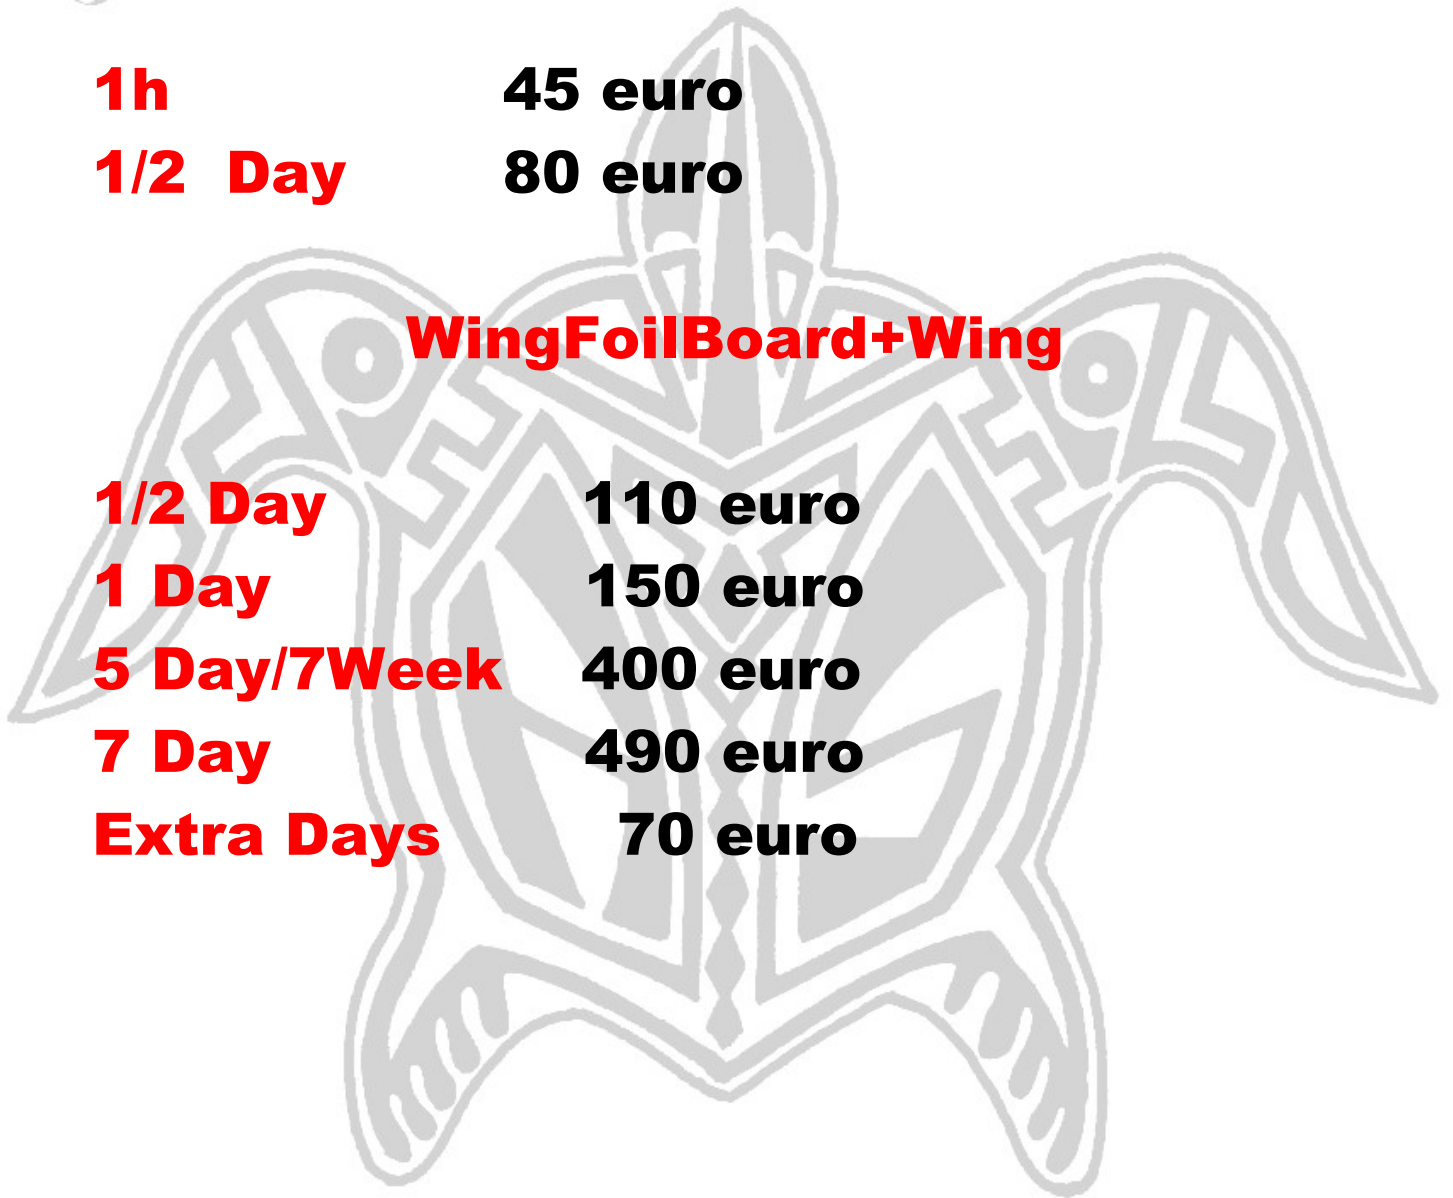 1h 45 euro
1/2 Day 80 euro
WingFoilBoard+Wing
1/2 Day 110 euro
1 Day 150 euro
5 Day/7Week 400 euro
7 Day 490 euro
Extra Days 70 euro